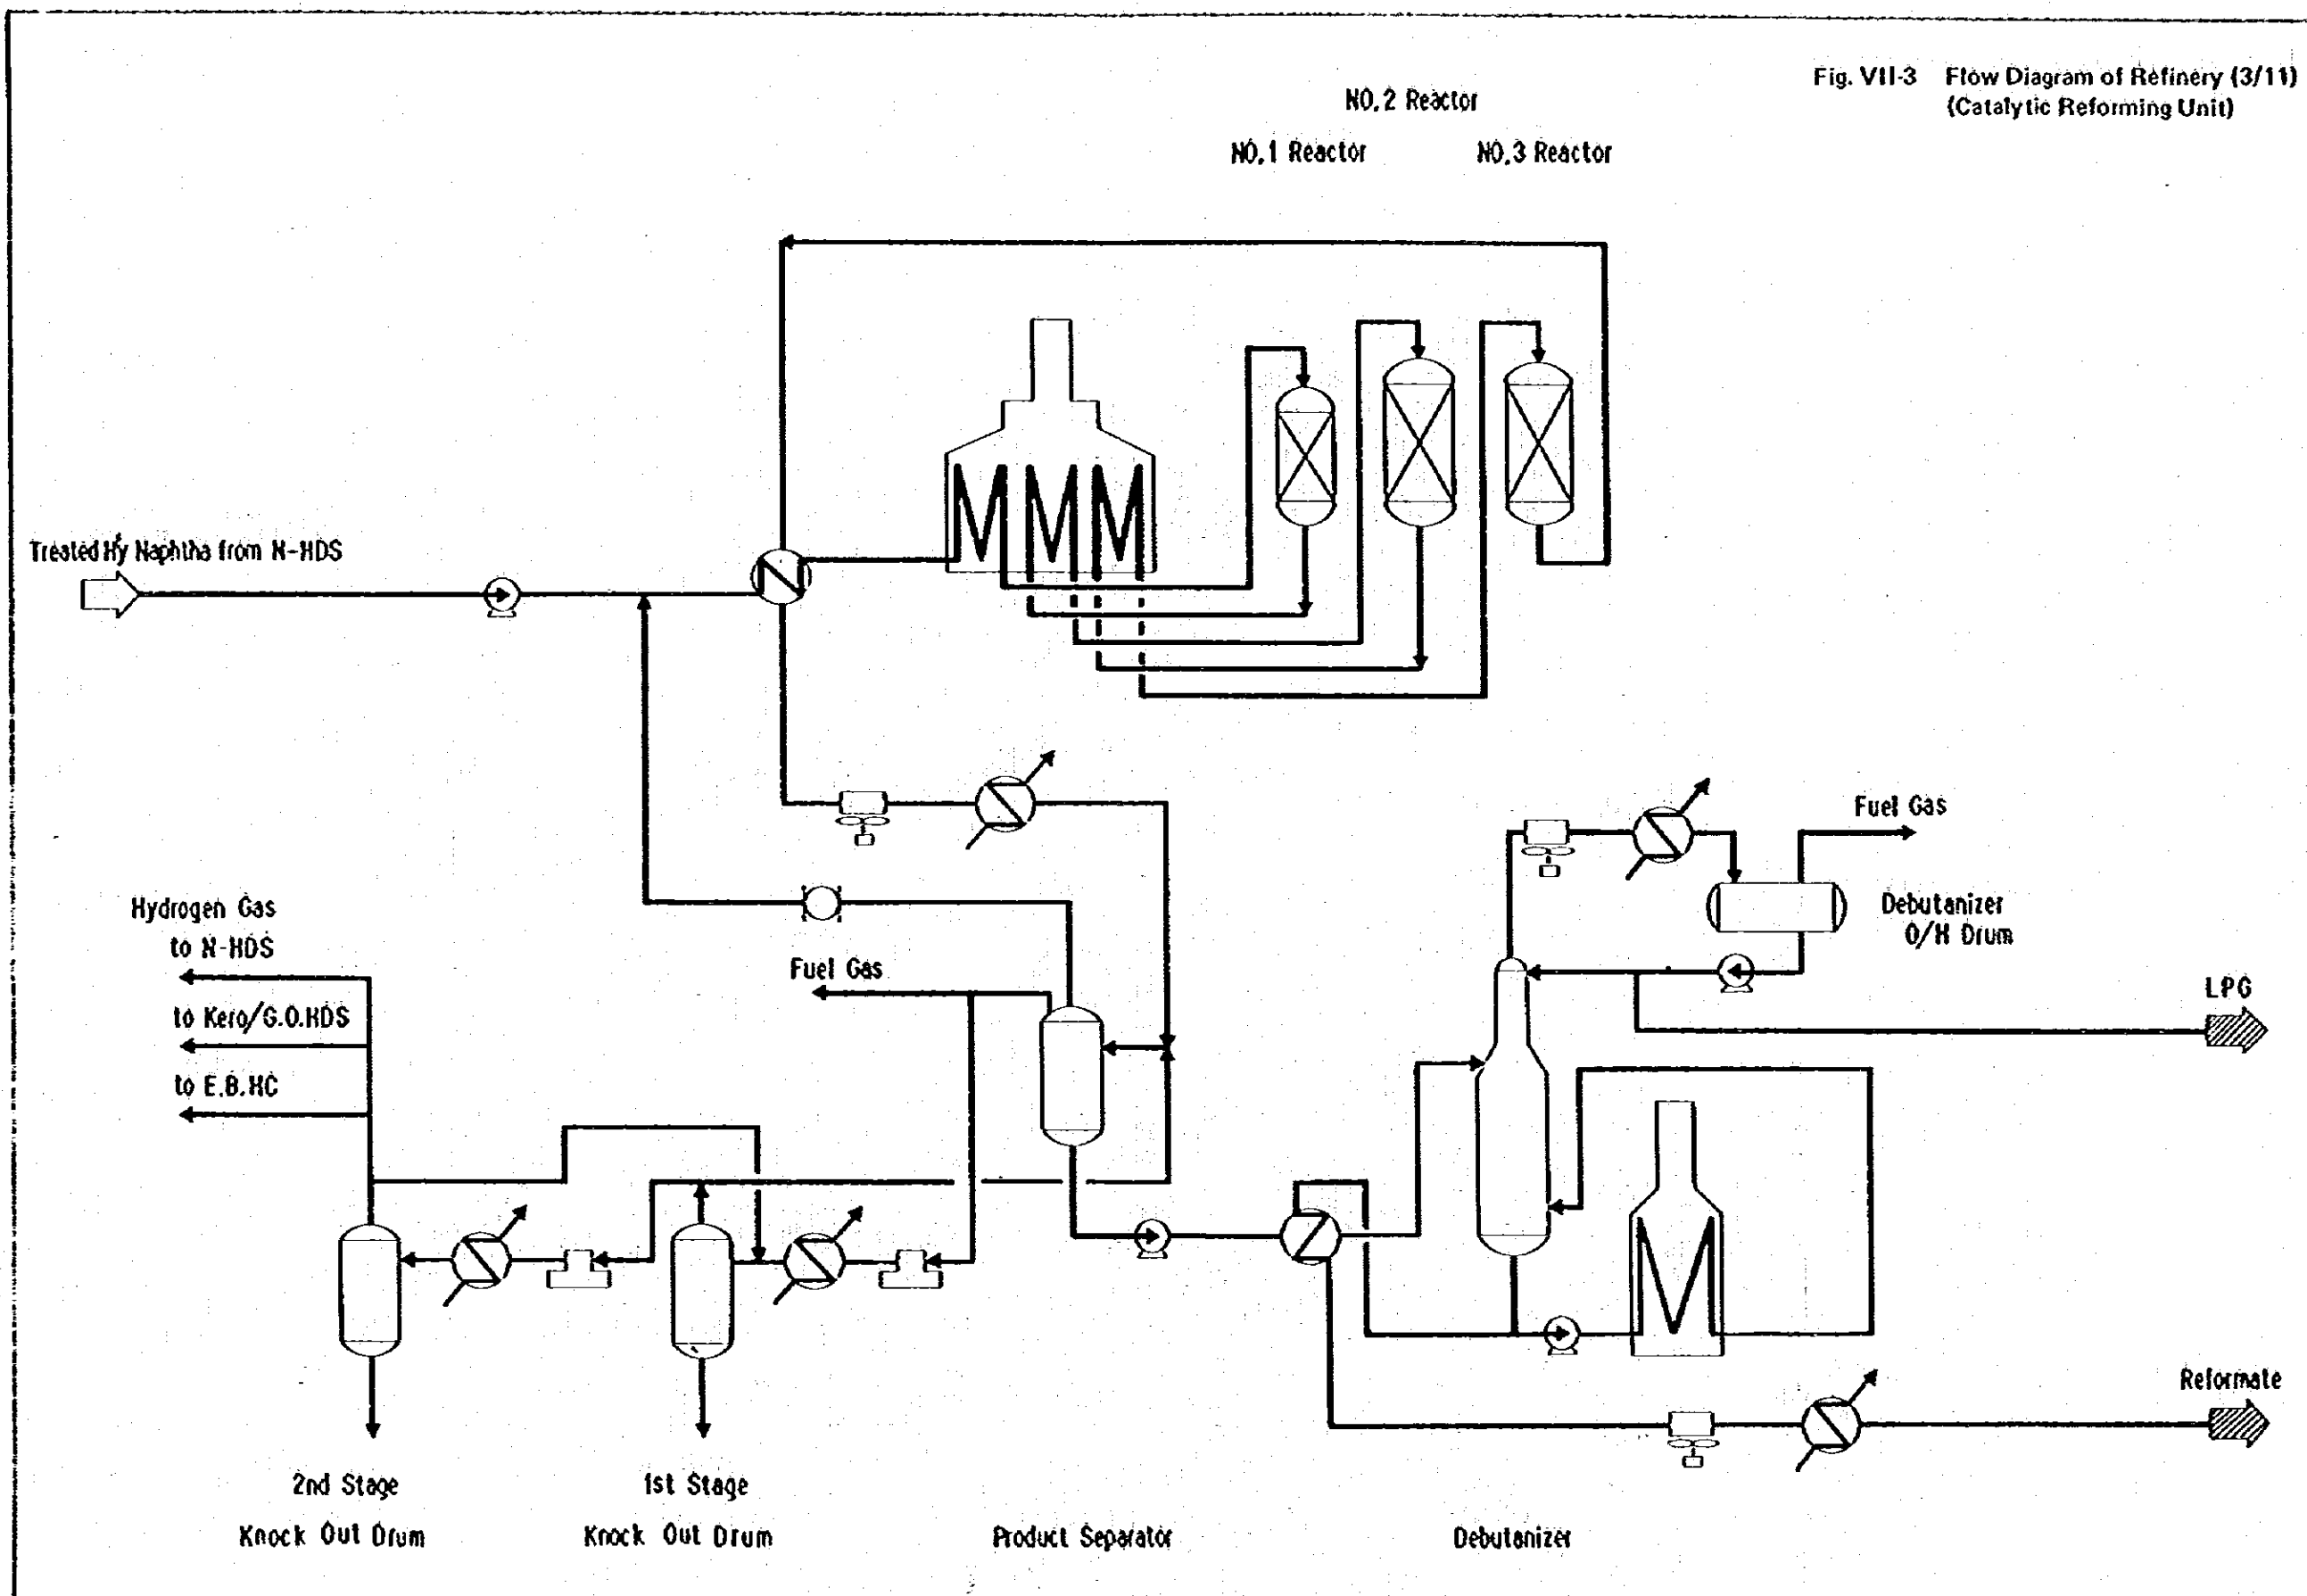 Fig. VII-3 Flow Diagram of Refinery (3/11)
(Catalytic Reforming Unit)
NO.2 Reactor
NO.1 Reactor
NO.3 Reactor
Treated H'y Naphtha from N-HDS
Fuel Gas
Debutanizer
O/H Drum
Hydrogen Gas
to N-HDS
Fuel Gas
LPG
to Kero/G.O.HDS
to E.B.HC
Reformate
2nd Stage
Knock Out Drum
1st Stage
Knock Out Drum
Product Separator
Debutanizer